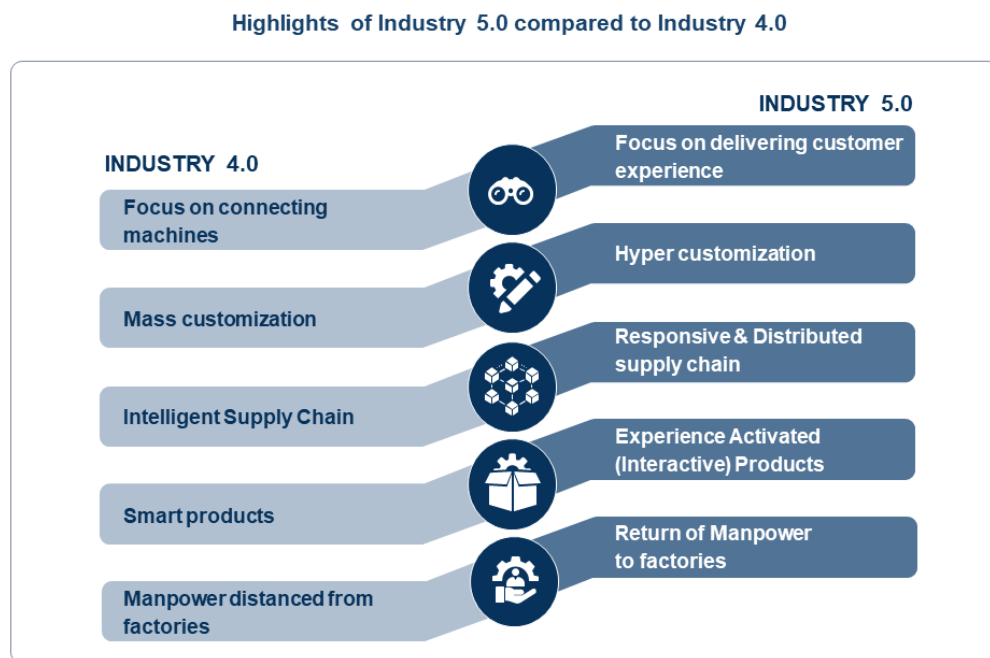 Highlights of Industry 5.0 compared to Industry 4.0
INDUSTRY 5.0
INDUSTRY 4.0
Focus on delivering customer
experience
Focus on connecting
machines
Hyper customization
Mass customization
Responsive & Distributed
supply chain
Intelligent Supply Chain
Experience Activated
(Interactive) Products
Smart products
Return of Manpower
to factories
Manpower distanced from
factories